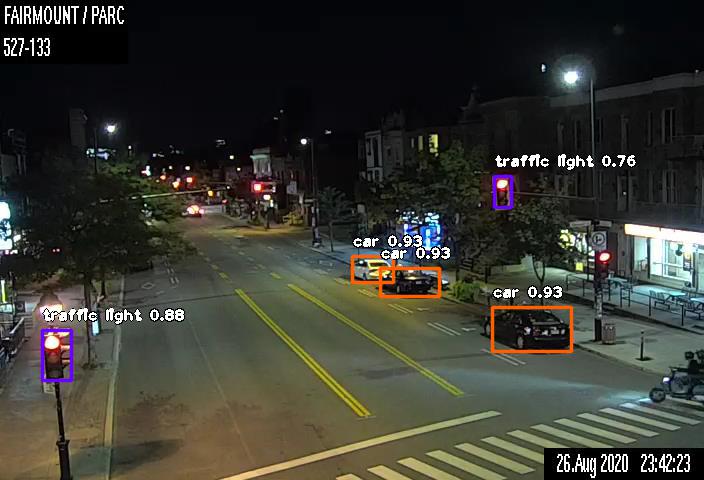 FAIRMOUNT / PARC
527-133
traffic light 0.76
car 0.93
car 0.93
car 0.93
traffic light 0.88
26.Aug 2020 23:42:23